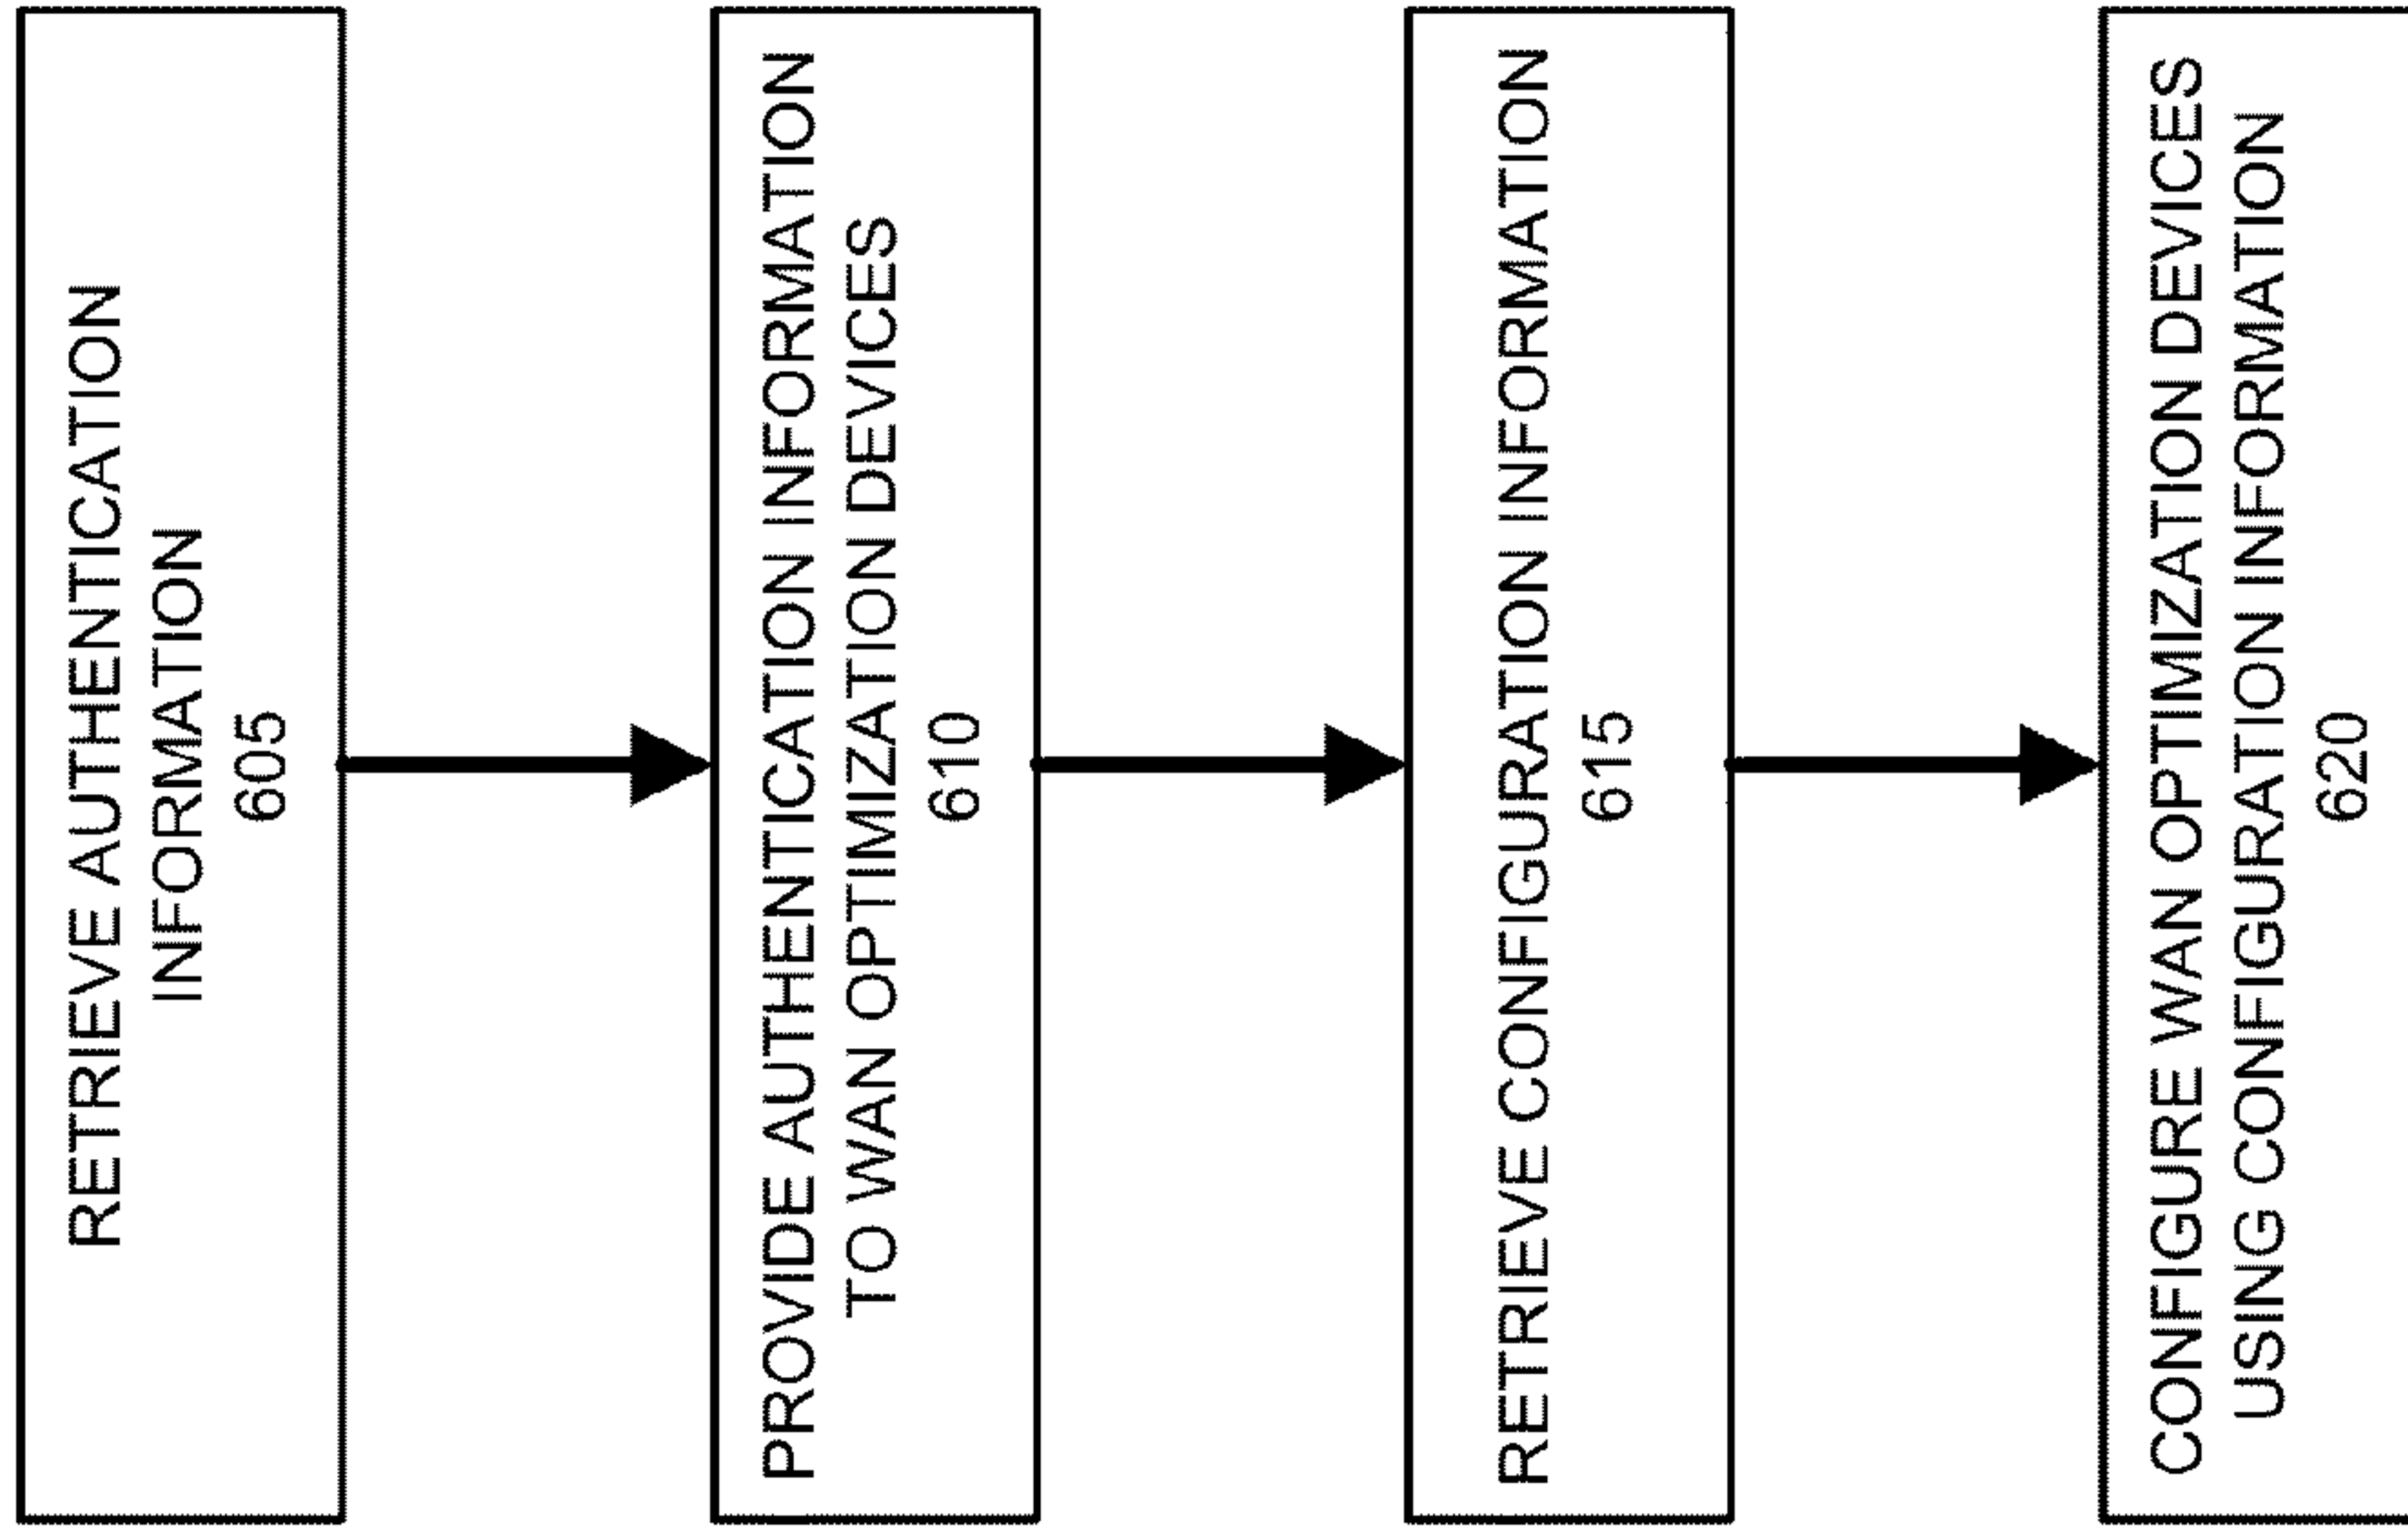 RETRIEVE AUTHENTICATION
INFORMATION
605
PROVIDE AUTHENTICATION INFORMATION
TO WAN OPTIMIZATION DEVICES
610
RETRIEVE CONFIGURATION INFORMATION
615
CONFIGURE WAN OPTIMIZATION DEVICES
USING CONFIGURATION INFORMATION
620